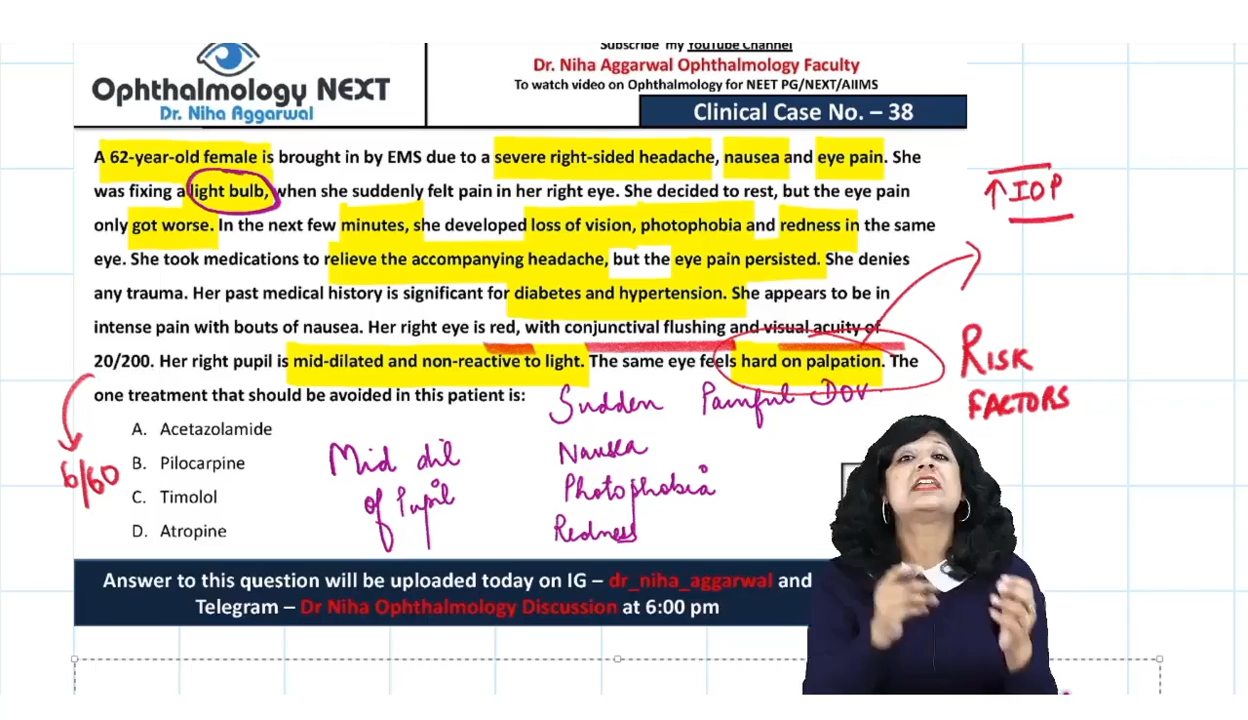 Subscribe my YouTube Channel
Ophthalmology NEXT
Dr. Niha Aggarwal
Dr. Niha Aggarwal Ophthalmology Faculty
To watch video on Ophthalmology for NEET PG/NEXT/AIIMS
Clinical Case No. – 38
A 62-year-old female is brought in by EMS due to a severe right-sided headache, nausea and eye pain. She
was fixing a light bulb, when she suddenly felt pain in her right eye. She decided to rest, but the eye pain
only got worse. In the next few minutes, she developed loss of vision, photophobia and redness in the same
eye. She took medications to relieve the accompanying headache, but the eye pain persisted. She denies
any trauma. Her past medical history is significant for diabetes and hypertension. She appears to be in
intense pain with bouts of nausea. Her right eye is red, with conjunctival flushing and visual acuity of
20/200. Her right pupil is mid-dilated and non-reactive to light. The same eye feels hard on palpation. The
one treatment that should be avoided in this patient is:
A. Acetazolamide
B. Pilocarpine
C. Timolol
D. Atropine
↑ IOP
RISK
FACTORS
6/60
Mid dil
of Pupil
Sudden Painful DOV
Nausea
Photophobia
Redness
Answer to this question will be uploaded today on IG – dr_niha_aggarwal and
Telegram – Dr Niha Ophthalmology Discussion at 6:00 pm